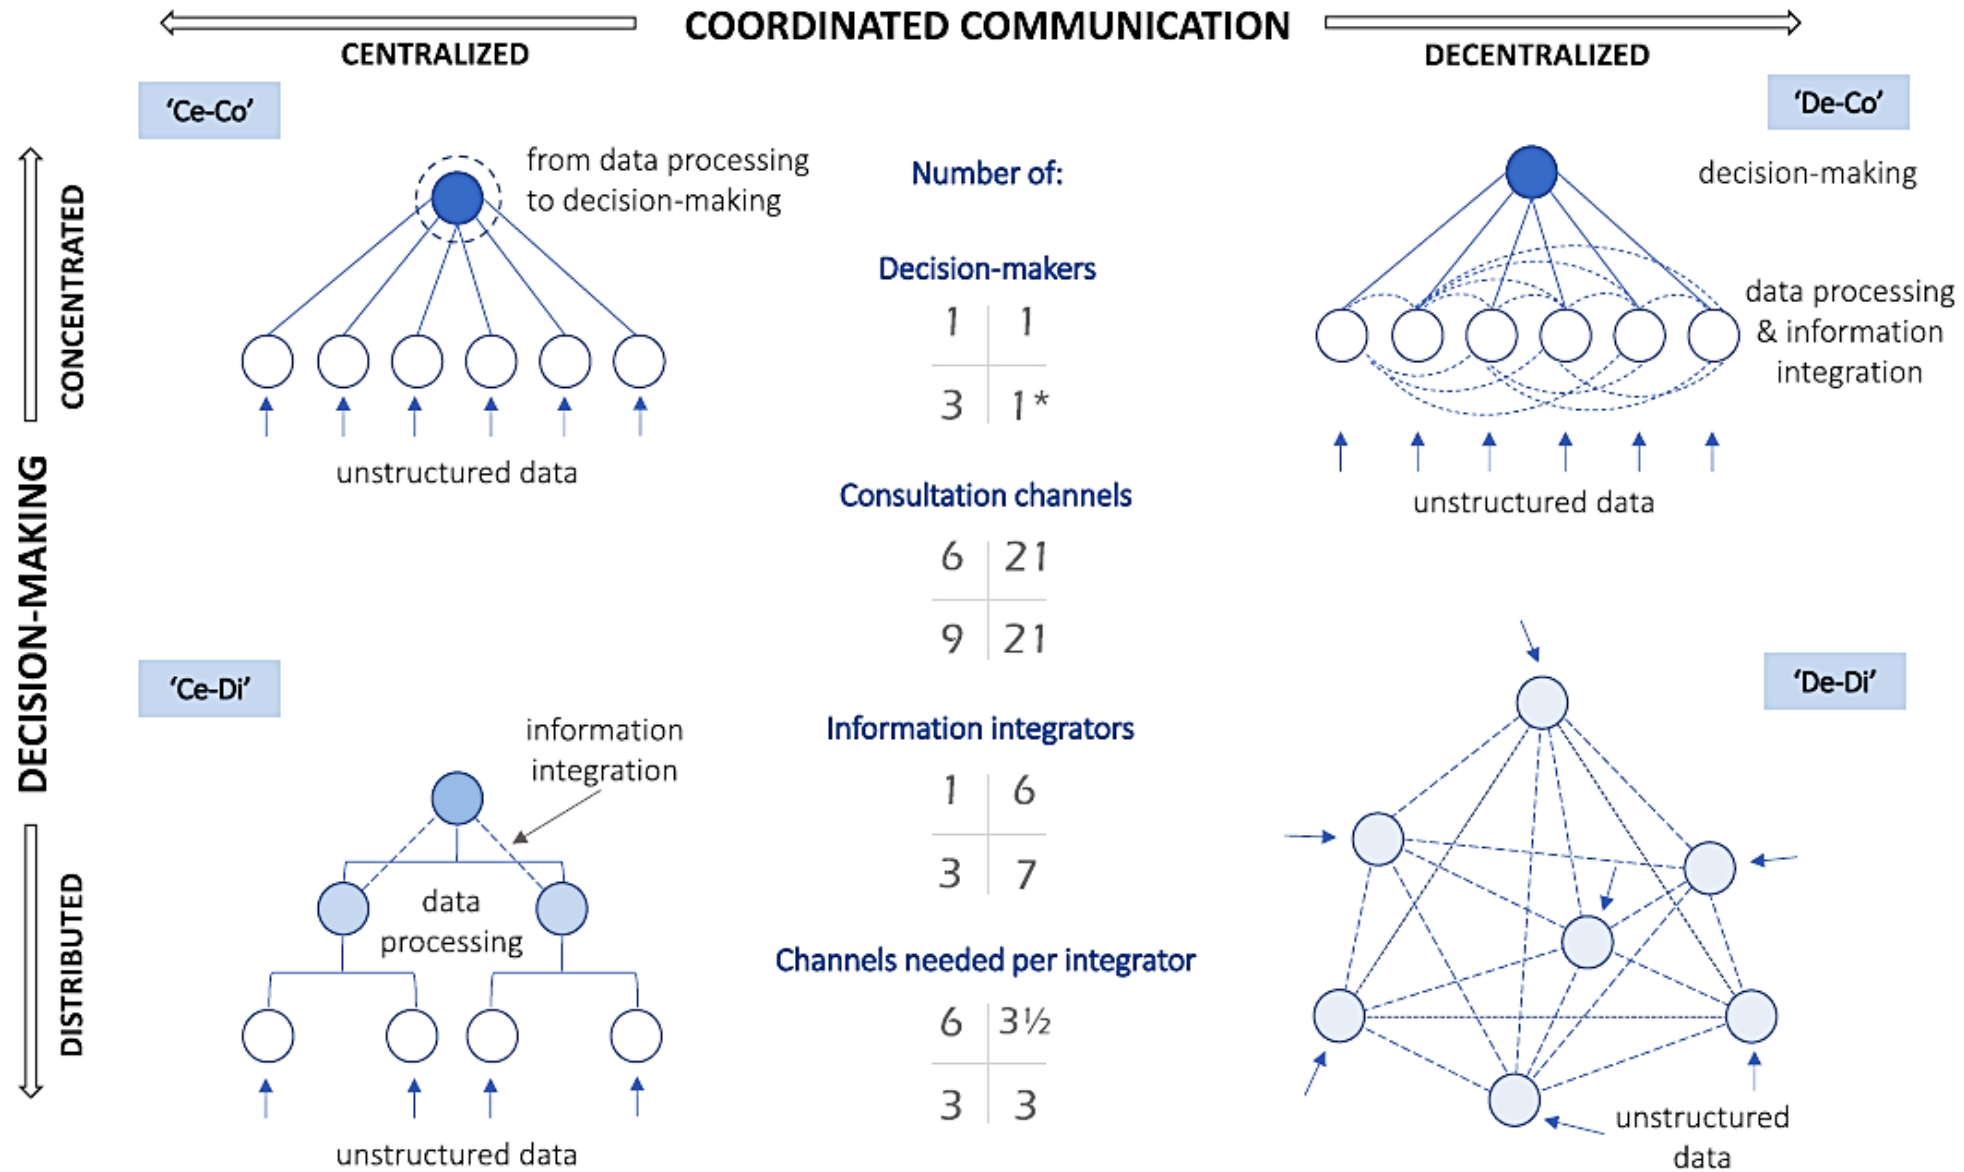 COORDINATED COMMUNICATION
CENTRALIZED
DECENTRALIZED
DECISION-MAKING
CONCENTRATED
DISTRIBUTED
‘Ce-Co’
from data processing
to decision-making
unstructured data
‘De-Co’
decision-making
data processing
& information
integration
unstructured data
Number of:
Decision-makers
1 1
3 1*
Consultation channels
6 21
9 21
Information integrators
1 6
3 7
Channels needed per integrator
6 3½
3 3
‘Ce-Di’
information
integration
data
processing
unstructured data
‘De-Di’
unstructured
data